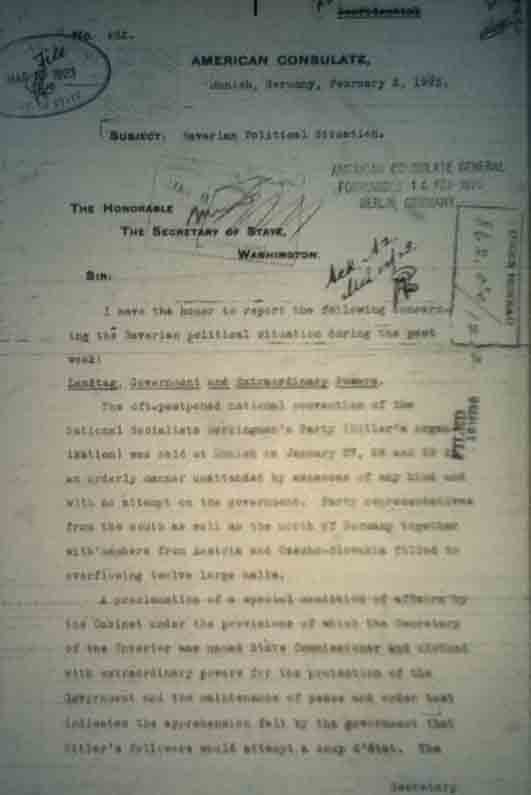 Confidential
No.
File
1923
AMERICAN CONSULATE,
Munich, Germany, February 2, 1923.
SUBJECT: Bavarian Political Situation.
AMERICAN CONSULATE GENERAL
FORWARDED 14 FEB
BERLIN, GERMANY
THE HONORABLE
THE SECRETARY OF STATE,
WASHINGTON.
SIR:
I have the honor to report the following concern-
ing the Bavarian political situation during the past
week:
Landtag, Government and Extraordinary Powers.
The oft-postponed national convention of the
National Socialists Workingmen's Party (Hitler's organ-
ization) was held at Munich on January 27, 28 and 29 in
an orderly manner unattended by excesses of any kind and
with no attempt on the government. Party representatives
from the south as well as the north of Germany together
with members from Austria and Czecho-Slovakia filled to
overflowing twelve large halls.
A proclamation of a special condition of affairs by
the Cabinet under the provisions of which the Secretary
of the Interior was named State Commissioner and clothed
with extraordinary powers for the protection of the
Government and the maintenance of peace and order best
indicates the apprehension felt by the government that
Hitler's followers would attempt a coup d'état. The
Secretary
FILED